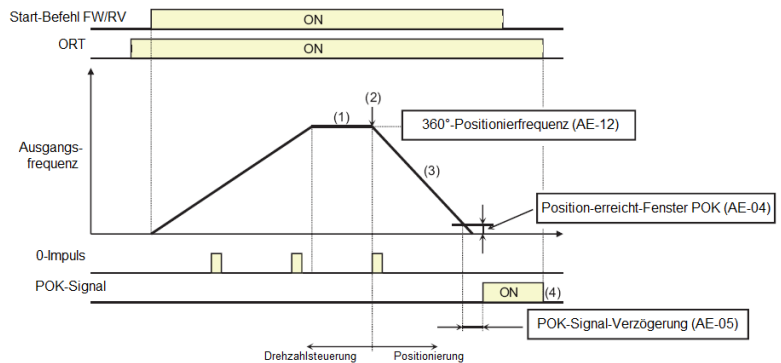 Start-Befehl FW/RV
ON
ORT
ON
(2)
(1)
360°-Positionierfrequenz (AE-12)
Ausgangs-
frequenz
(3)
Position-erreicht-Fenster POK (AE-04)
0-Impuls
POK-Signal
ON
(4)
POK-Signal-Verzögerung (AE-05)
Drehzahlsteuerung
Positionierung